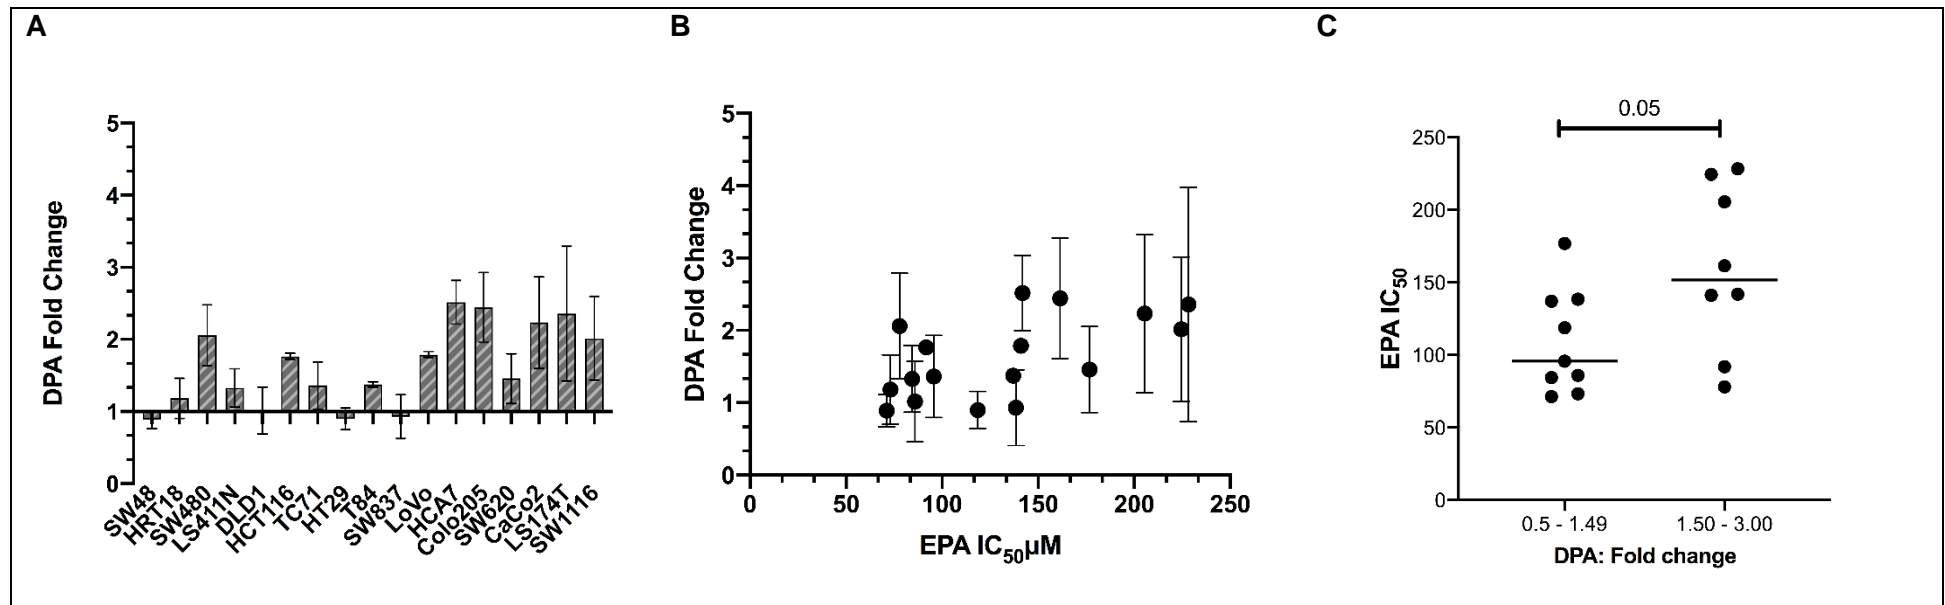 A
DPA Fold Change
5
4
3
2
1
0
SW48
HRT18
SW480
LS411N
DLD1
HCT116
TC71
HT29
T84
SW837
LoVo
HCA7
Colo205
SW620
CaCo2
LS174T
SW1116
B
DPA Fold Change
5
4
3
2
1
0
0 50 100 150 200 250
EPA IC50µM
C
0.05
EPA IC50
250
200
150
100
50
0
0.5 - 1.49 1.50 - 3.00
DPA: Fold change